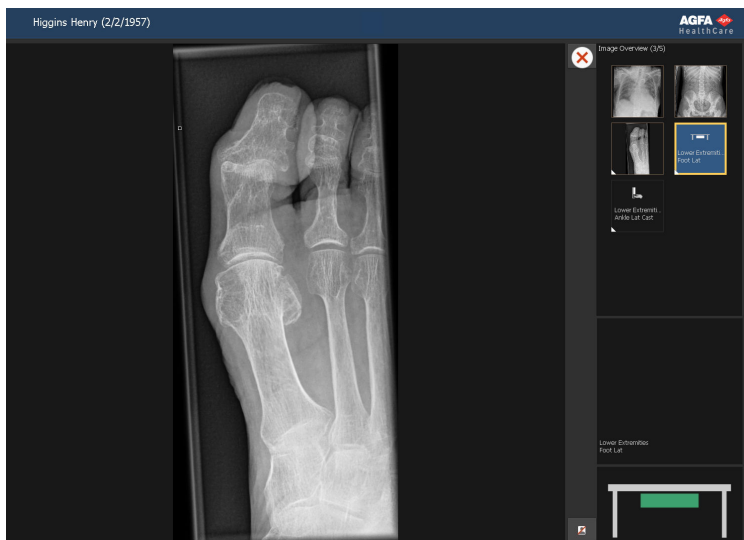 Higgins Henry (2/2/1957)
AGFA
HealthCare
Image Overview (3/5)
Lower Extremiti...
Foot Lat
Lower Extremiti...
Ankle Lat Cast
Lower Extremities
Foot Lat